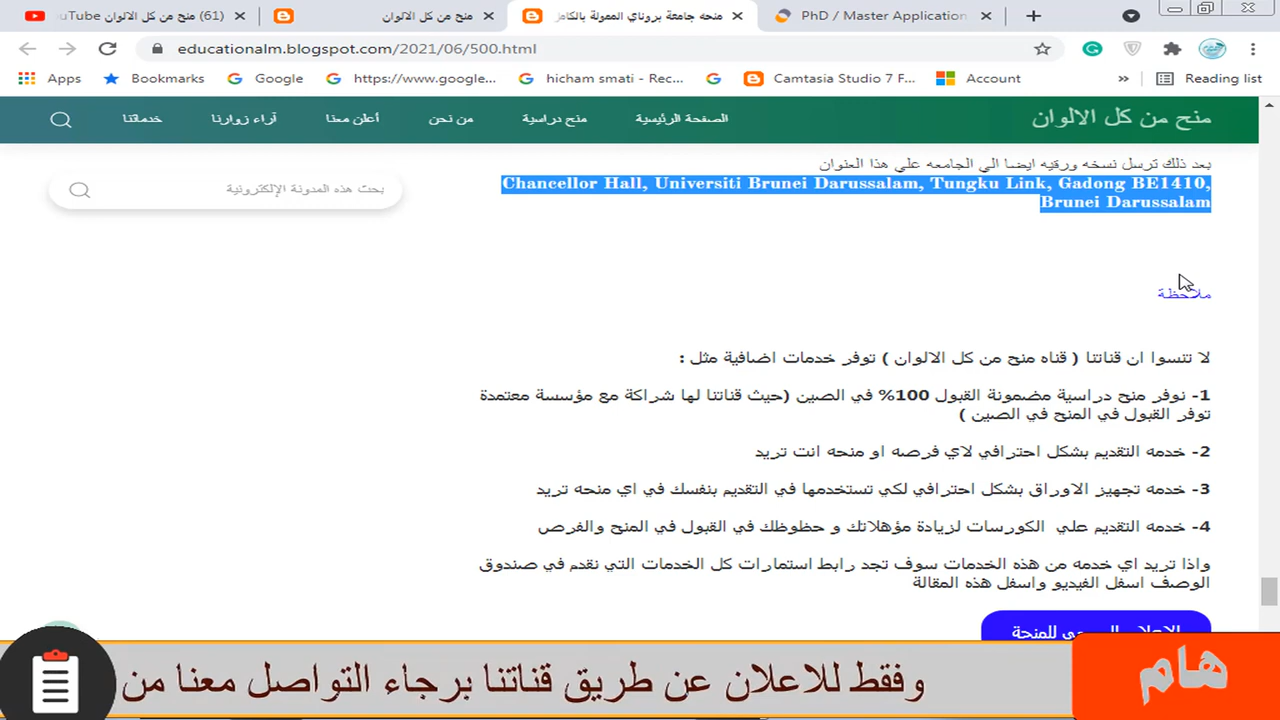 (61) منح من كل الالوان
منح من كل الالوان
منحه جامعة بروناي الممولة بالكامل
PhD / Master Application
educationalm.blogspot.com/2021/06/500.html
Apps
Bookmarks
Google
https://www.google...
hicham smati - Rec...
Camtasia Studio 7 F...
Account
»
Reading list
منح من كل الالوان
الصفحة الرئيسية
منح دراسية
من نحن
أعلن معنا
آراء زوارنا
خدماتنا
بعد ذلك ترسل نسخه ورقيه ايضا الي الجامعه علي هذا العنوان
Chancellor Hall, Universiti Brunei Darussalam, Tungku Link, Gadong BE1410,
Brunei Darussalam
بحث هذه المدونة الإلكترونية
ملاحظة
لا تنسوا ان قناتنا ( قناه منح من كل الالوان ) توفر خدمات اضافية مثل :
1- نوفر منح دراسية مضمونة القبول 100% في الصين (حيث قناتنا لها شراكة مع مؤسسة معتمدة
توفر القبول في المنح في الصين )
2- خدمه التقديم بشكل احترافي لاي فرصه او منحه انت تريد
3- خدمه تجهيز الاوراق بشكل احترافي لكي تستخدمها في التقديم بنفسك في اي منحه تريد
4- خدمه التقديم علي الكورسات لزيادة مؤهلاتك و حظوظك في القبول في المنح والفرص
واذا تريد اي خدمه من هذه الخدمات سوف تجد رابط استمارات كل الخدمات التي نقدم في صندوق
الوصف اسفل الفيديو واسفل هذه المقالة
للمنحة
هام
وفقط للاعلان عن طريق قناتنا برجاء التواصل معنا من